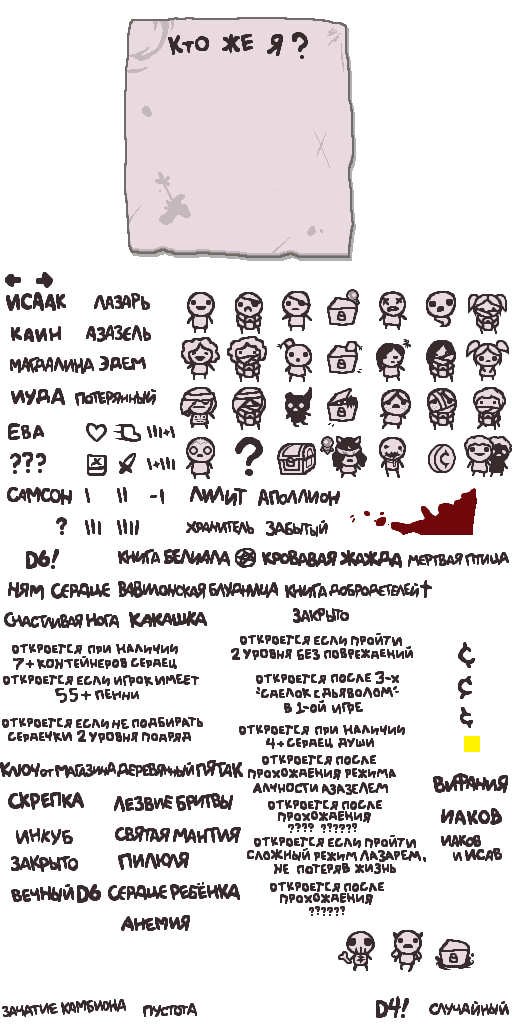 КТО ЖЕ Я?
ИСААК ЛАЗАРЬ
КАИН АЗАЗЕЛЬ
МАГДАЛИНА ЭДЕМ
ИУДА ПОТЕРЯННЫЙ
ЕВА
???
САМСОН -1 ЛИЛИТ АПОЛЛИОН
? ХРАНИТЕЛЬ ЗАБЫТЫЙ
D6! КНИГА БЕЛИАЛА КРОВАВАЯ ЖАЖДА МЕРТВАЯ ПТИЦА
НЯМ СЕРДЦЕ ВАВИЛОНСКАЯ БЛУДНИЦА КНИГА ДОБРОДЕТЕЛЕЙ
СЧАСТЛИВАЯ НОГА КАКАШКА ЗАКРЫТО
ОТКРОЕТСЯ ПРИ НАЛИЧИИ
7+ КОНТЕЙНЕРОВ СЕРДЕЦ
ОТКРОЕТСЯ ЕСЛИ ИГРОК ИМЕЕТ
55+ ПЕННИ
ОТКРОЕТСЯ ЕСЛИ НЕ ПОДБИРАТЬ
СЕРДЕЧКИ 2 УРОВНЯ ПОДРЯД
ОТКРОЕТСЯ ЕСЛИ ПРОЙТИ
2 УРОВНЯ БЕЗ ПОВРЕЖДЕНИЙ
ОТКРОЕТСЯ ПОСЛЕ 3-Х
"СДЕЛОК С ДЬЯВОЛОМ"
В 1-ОЙ ИГРЕ
ОТКРОЕТСЯ ПРИ НАЛИЧИИ
4+ СЕРДЕЦ ДУШИ
¢
¢
¢
КЛЮЧ ОТ МАГАЗИНА ДЕРЕВЯННЫЙ ПЯТАК
СКРЕПКА ЛЕЗВИЕ БРИТВЫ
ИНКУБ СВЯТАЯ МАНТИЯ
ЗАКРЫТО ПИЛЮЛЯ
ВЕЧНЫЙ D6 СЕРДЦЕ РЕБЁНКА
АНЕМИЯ
ОТКРОЕТСЯ ПОСЛЕ
ПРОХОЖДЕНИЯ РЕЖИМА
АЛЧНОСТИ АЗАЗЕЛЕМ
ОТКРОЕТСЯ ПОСЛЕ
ПРОХОЖДЕНИЯ
???? ??????
ОТКРОЕТСЯ ЕСЛИ ПРОЙТИ
СЛОЖНЫЙ РЕЖИМ ЛАЗАРЕМ,
НЕ ПОТЕРЯВ ЖИЗНЬ
ОТКРОЕТСЯ ПОСЛЕ
ПРОХОЖДЕНИЯ
??????
ВИФАНИЯ
ИАКОВ
ИАКОВ
И ИСАВ
ЗАЧАТИЕ КАМБИОНА ПУСТОТА D4! СЛУЧАЙНЫЙ